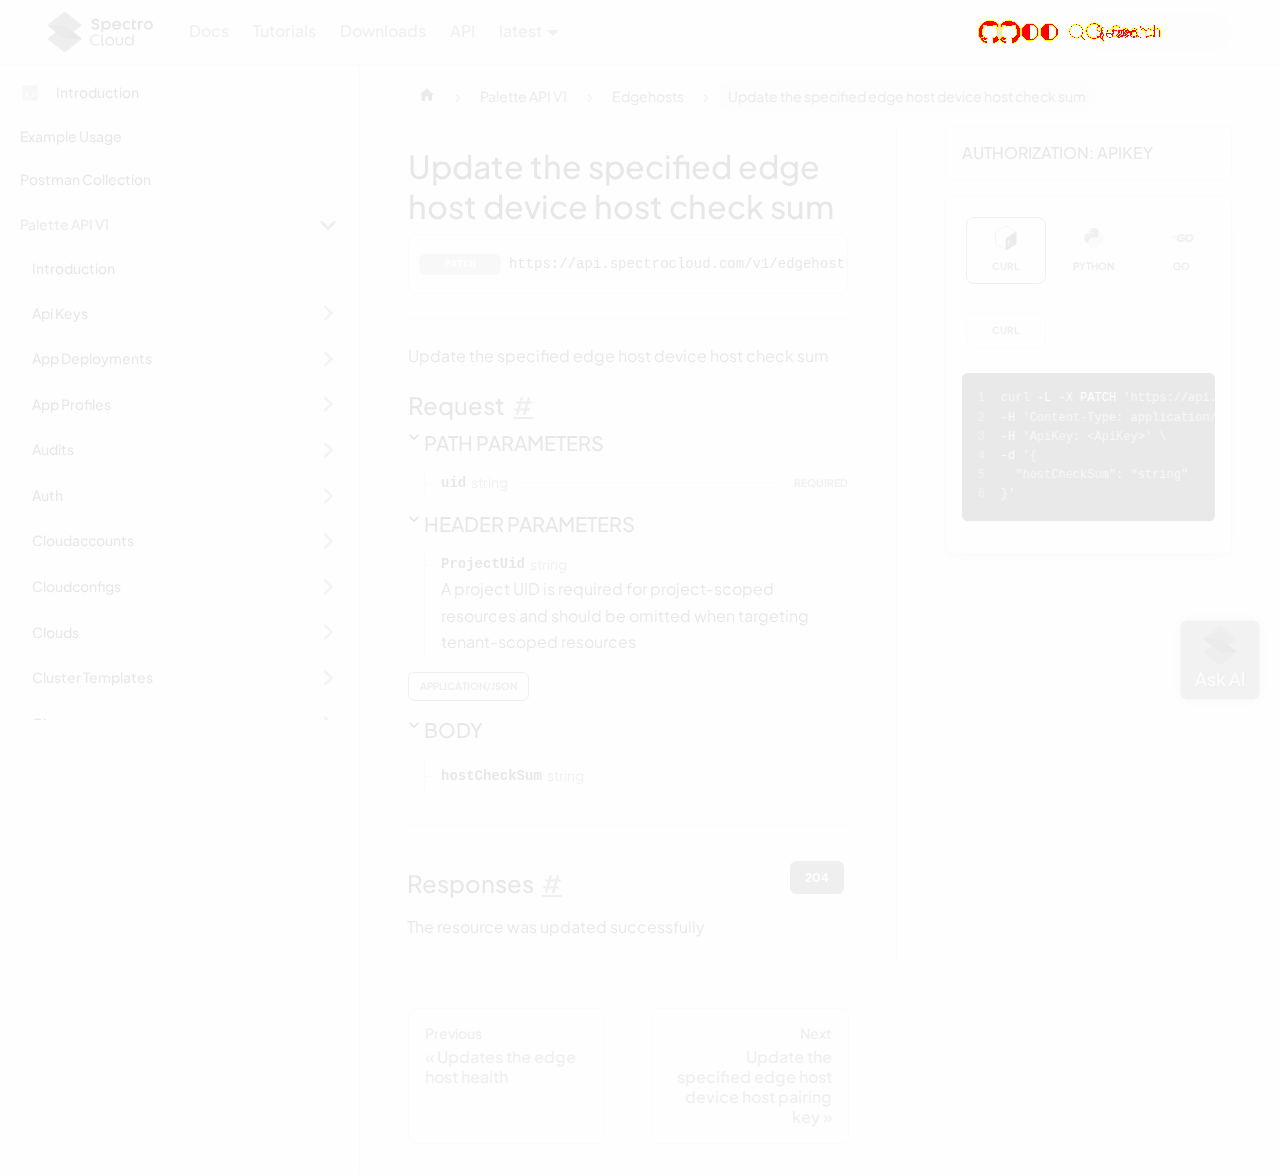 Spectro Cloud
Docs
Tutorials
Downloads
API
latest
Introduction
Example Usage
Postman Collection
Palette API V1
Introduction
Api Keys
App Deployments
App Profiles
Audits
Auth
Cloudaccounts
Cloudconfigs
Clouds
Cluster Templates
Palette API V1
Edgehosts
Update the specified edge host device host check sum
Update the specified edge
host device host check sum
PATCH
https://api.spectrocloud.com/v1/edgehosts
Update the specified edge host device host check sum
Request #
PATH PARAMETERS
uid string
REQUIRED
HEADER PARAMETERS
ProjectUid string
A project UID is required for project-scoped
resources and should be omitted when targeting
tenant-scoped resources
APPLICATION/JSON
BODY
hostCheckSum string
Responses #
204
The resource was updated successfully
Previous
« Updates the edge
host health
Next
Update the
specified edge host
device host pairing
key »
AUTHORIZATION: APIKEY
CURL
PYTHON
GO
CURL
1 curl -L -X PATCH 'https://api.
2 -H 'Content-Type: application/
3 -H 'ApiKey: <ApiKey>' \
4 -d '{
5 "hostCheckSum": "string"
6 }'
Ask AI